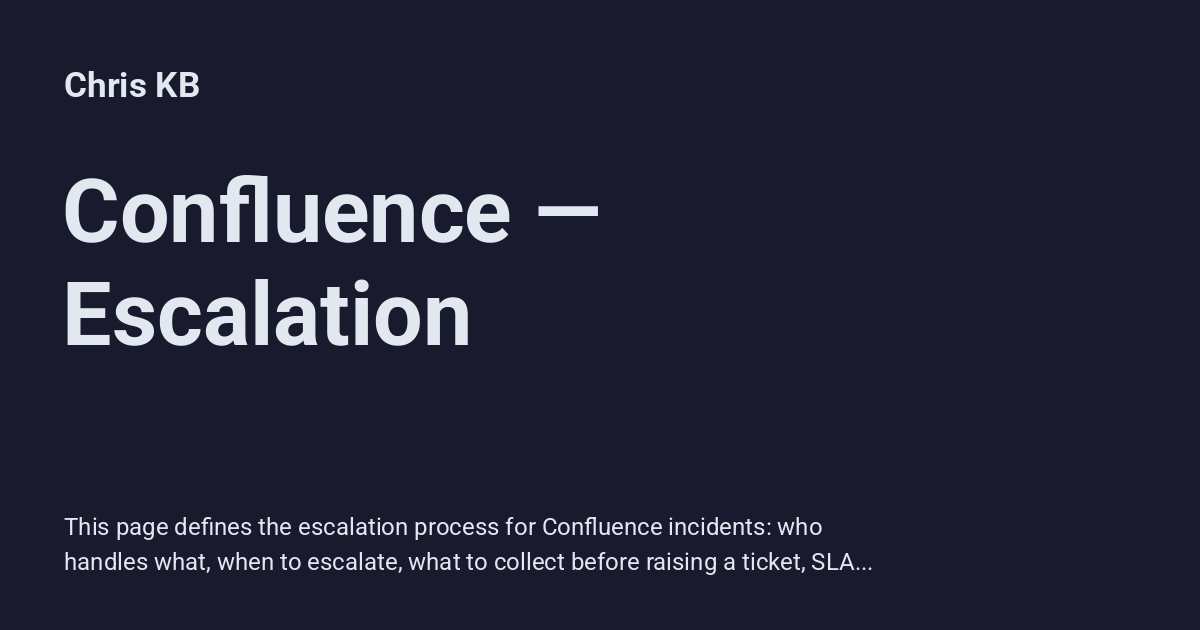 Chris KB
Confluence —
Escalation
This page defines the escalation process for Confluence incidents: who
handles what, when to escalate, what to collect before raising a ticket, SLA...